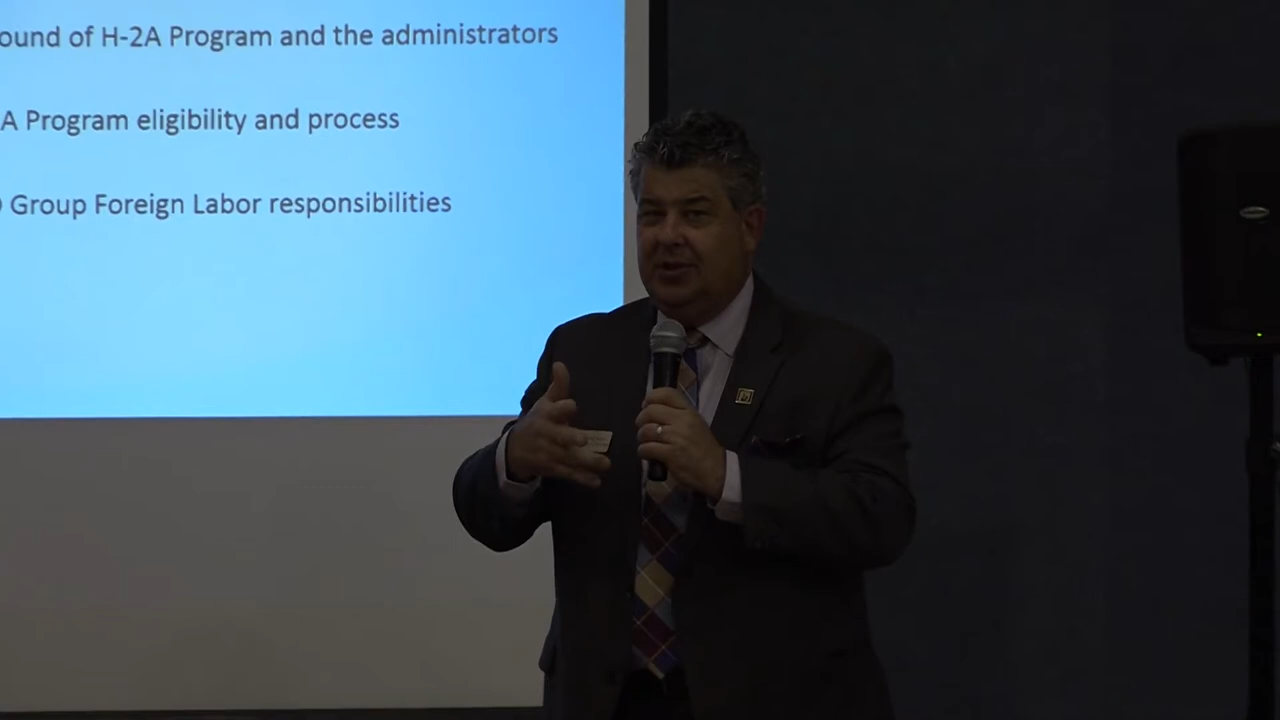 ound of H-2A Program and the administrators
A Program eligibility and process
Group Foreign Labor responsibilities